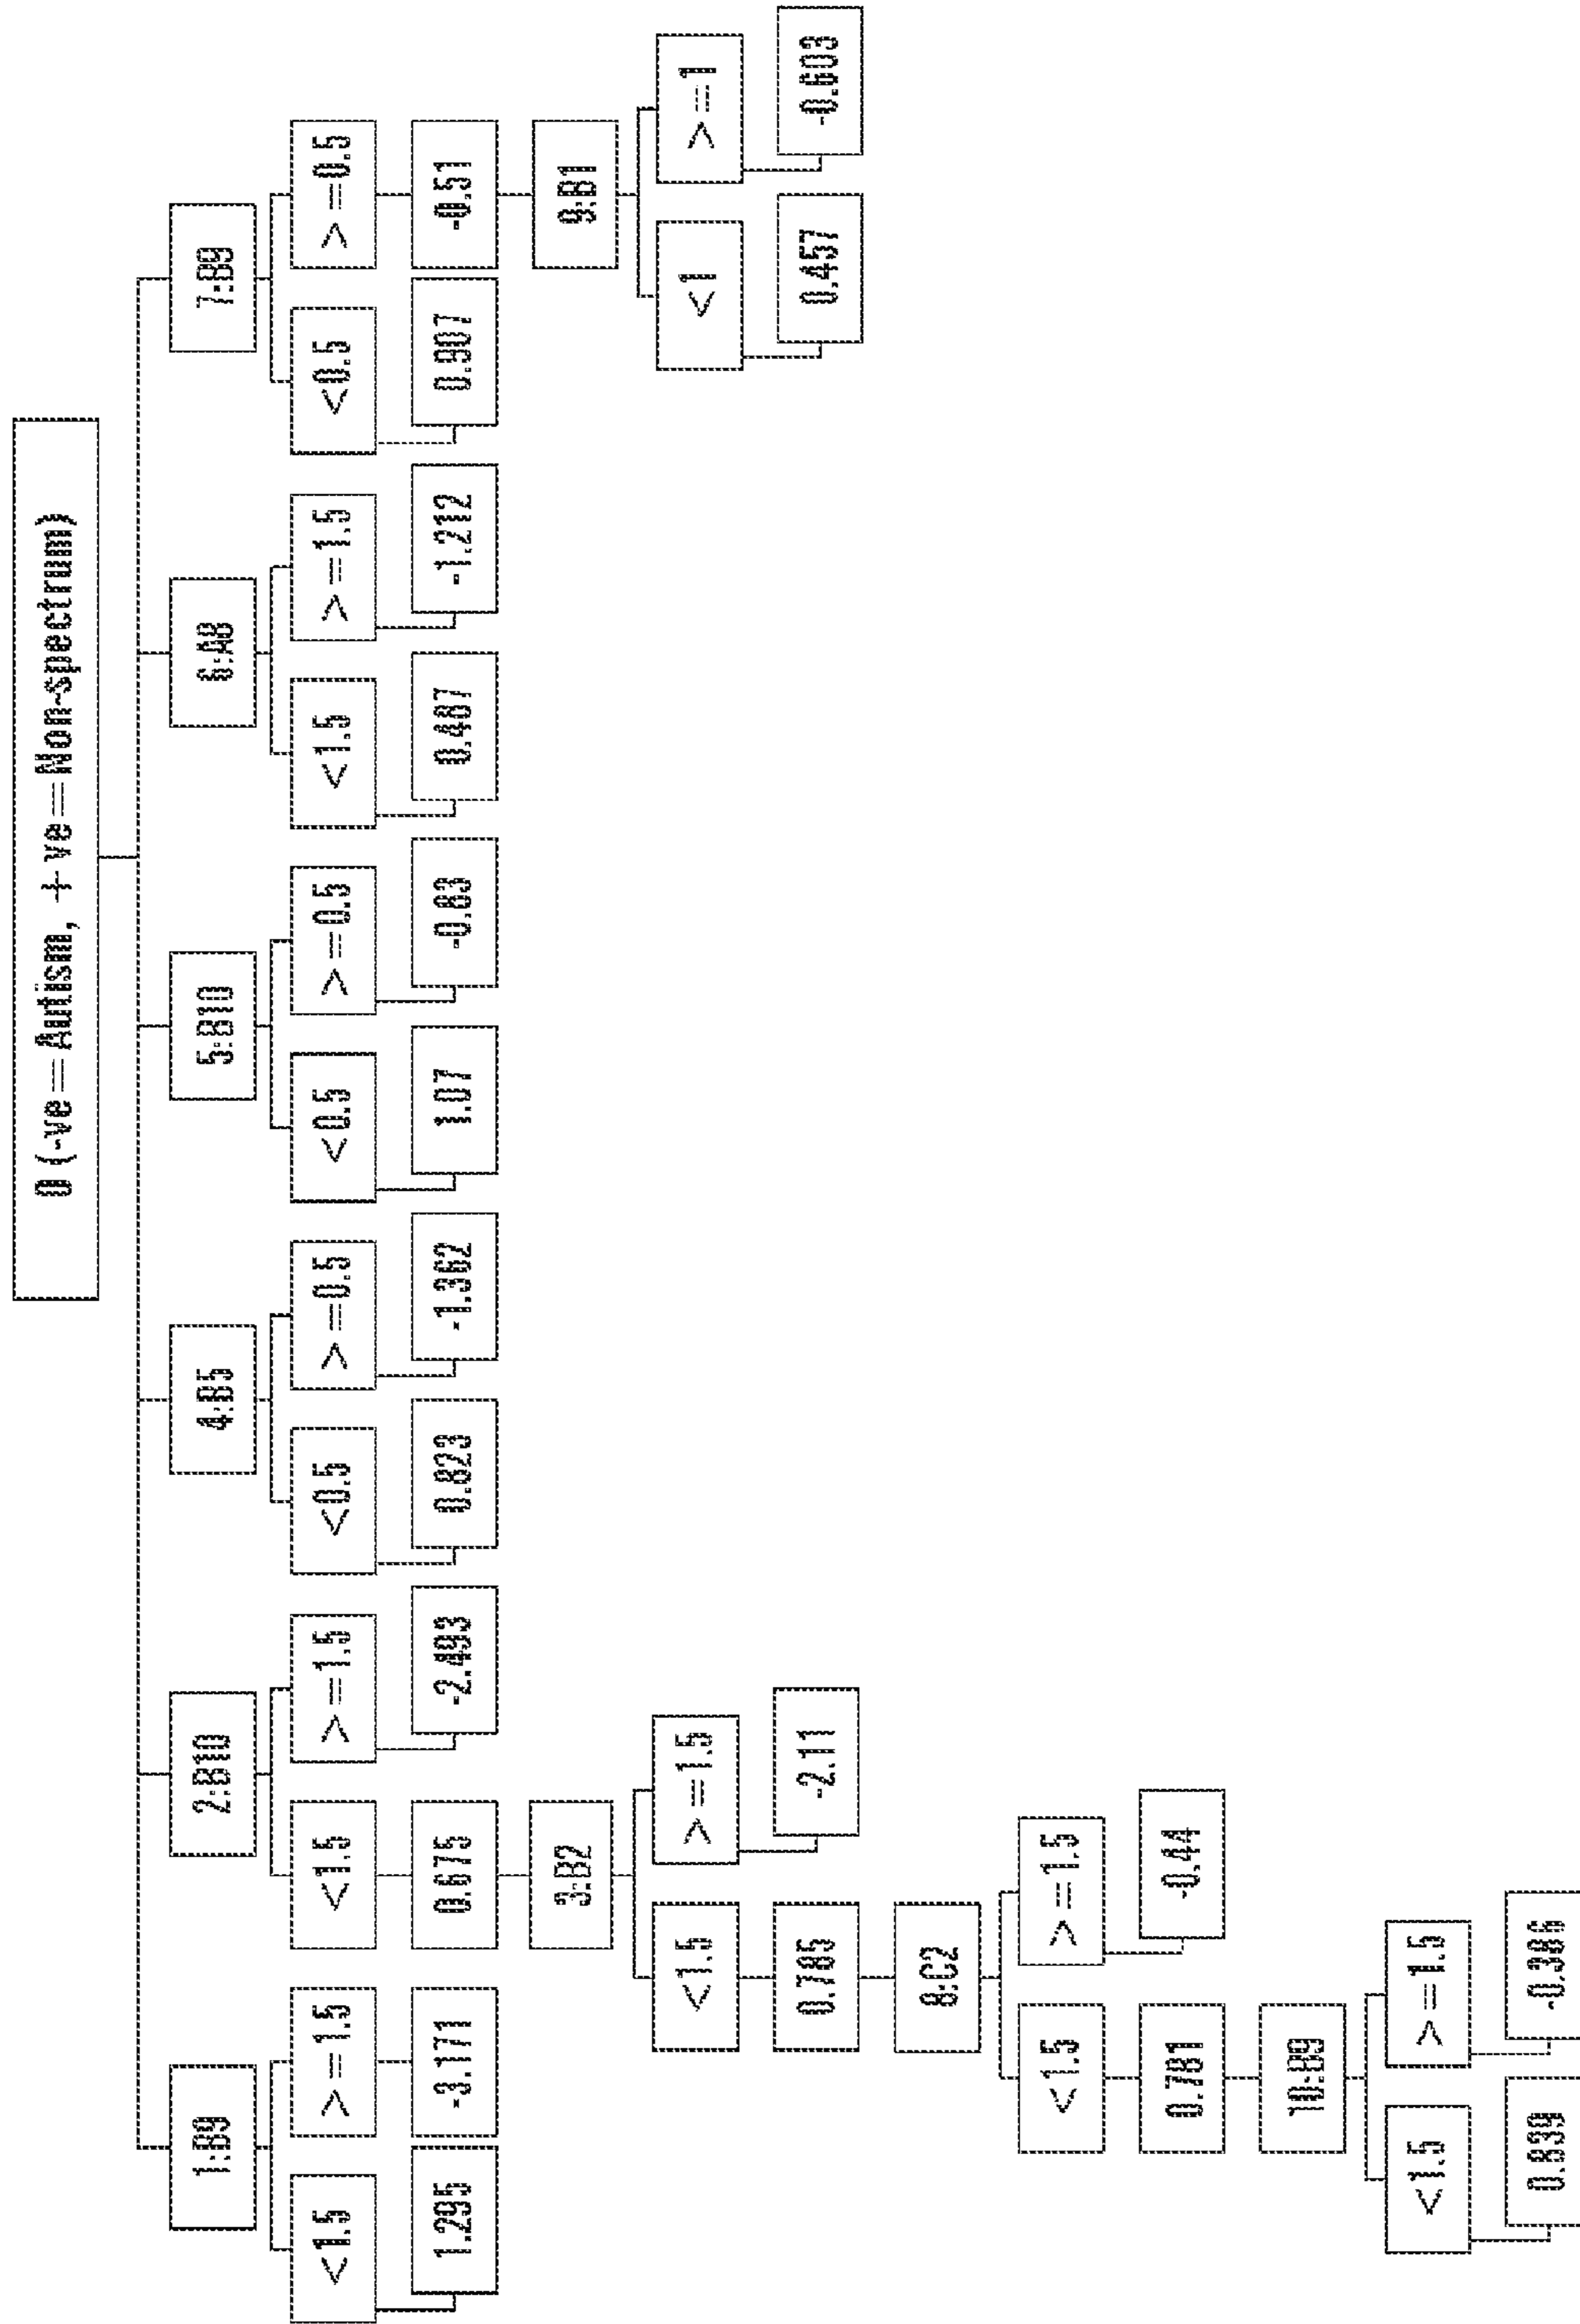 0 (-ve=Autism, +ve=Non-spectrum)
1:B9 2:B10 4:B5 5:B10 6:A8 7:B9
<1.5 >=1.5 <1.5 >=1.5 <0.5 >=0.5 <0.5 >=0.5 <1.5 >=1.5 <0.5 >=0.5
1.295 -3.171 0.675 -2.493 0.823 -1.362 1.07 -0.83 0.487 -1.212 0.907 -0.51
3:B2 9:B1
<1.5 >=1.5 <1 >=1
0.785 -2.11 0.457 -0.603
8:C2
<1.5 >=1.5
0.781 -0.44
10:B9
<1.5 >=1.5
0.839 -0.386